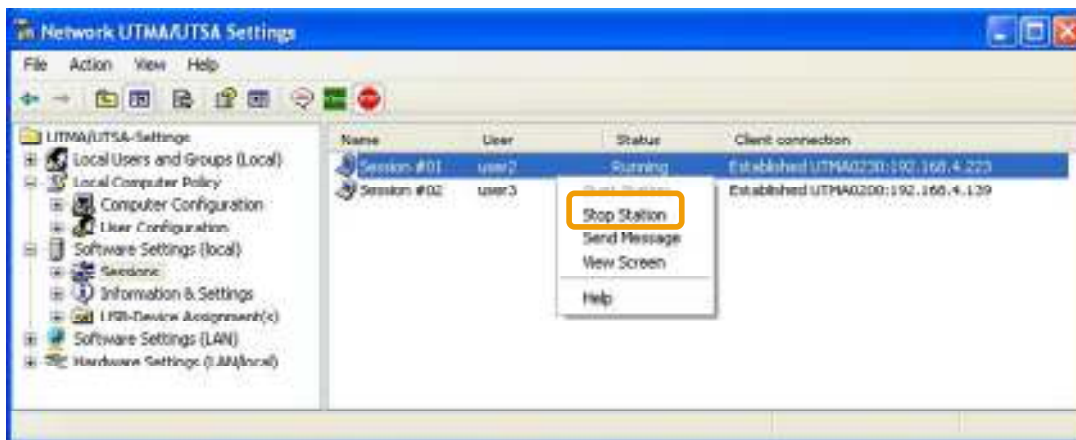 Network UTMA/UTSA Settings
File Action View Help
UTMA/UTSA-Settings
Local Users and Groups (Local)
Local Computer Policy
Computer Configuration
User Configuration
Software Settings (local)
Sessions
Information & Settings
USB-Device Assignment(s)
Software Settings (LAN)
Hardware Settings (LAN/local)
Name User Status Client connection
Session #01 user2 Running Established UTMA0230:192.168.4.223
Session #02 user3 Established UTMA0200:192.168.4.139
Stop Station
Send Message
View Screen
Help